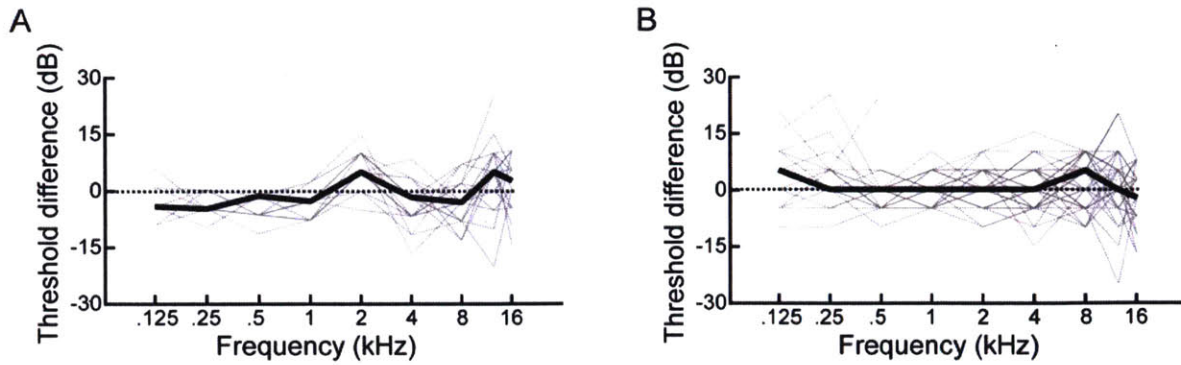 A
Threshold difference (dB)
30
15
0
-15
-30
.125 .25 .5 1 2 4 8 16
Frequency (kHz)
B
Threshold difference (dB)
30
15
0
-15
-30
.125 .25 .5 1 2 4 8 16
Frequency (kHz)